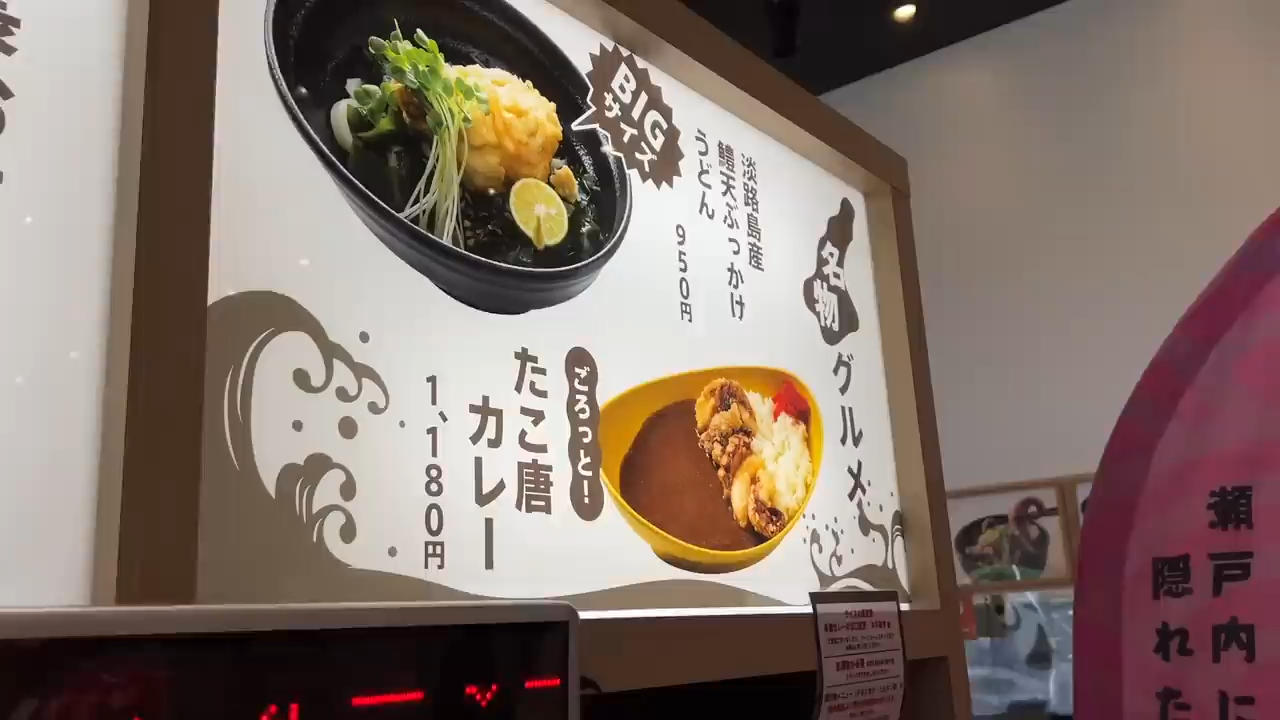 名物
グルメ
BIG
サイズ
淡路島産
鱧天ぶっかけ
うどん
950円
ごろっと！
たこ唐
カレー
1、180円
瀬戸内に
隠れた